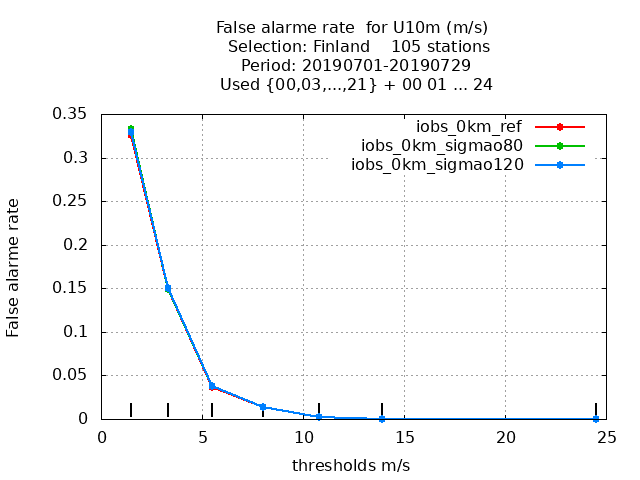 False alarme rate  for U10m (m/s)
Selection: Finland    105 stations
Period: 20190701-20190729
Used {00,03,...,21} + 00 01 ... 24
iobs_0km_ref
iobs_0km_sigmao80
iobs_0km_sigmao120
False alarme rate
0.35
0.3
0.25
0.2
0.15
0.1
0.05
0
0 5 10 15 20 25
thresholds m/s